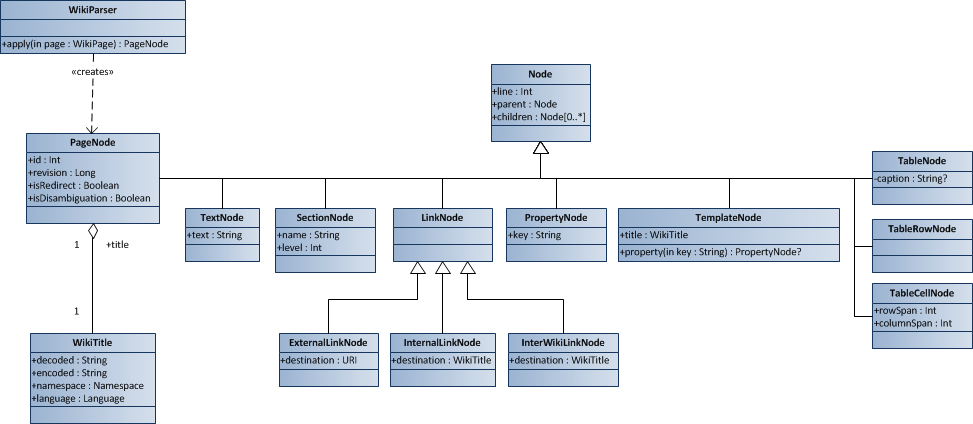 WikiParser
+apply(in page : WikiPage) : PageNode
«creates»
Node
+line : Int
+parent : Node
+children : Node[0..*]
PageNode
+id : Int
+revision : Long
+isRedirect : Boolean
+isDisambiguation : Boolean
TextNode
+text : String
SectionNode
+name : String
+level : Int
LinkNode
PropertyNode
+key : String
TemplateNode
+title : WikiTitle
+property(in key : String) : PropertyNode?
TableNode
-caption : String?
TableRowNode
TableCellNode
+rowSpan : Int
+columnSpan : Int
1
+title
1
WikiTitle
+decoded : String
+encoded : String
+namespace : Namespace
+language : Language
ExternalLinkNode
+destination : URI
InternalLinkNode
+destination : WikiTitle
InterWikiLinkNode
+destination : WikiTitle